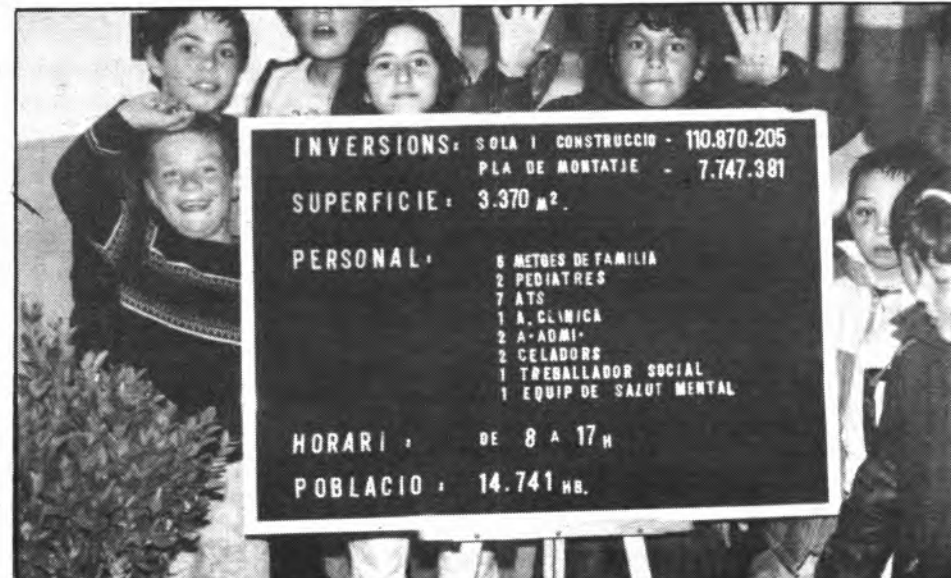 INVERSIONS: SOLA I CONSTRUCCIO - 110.870.205
PLA DE MONTATJE - 7.747.381
SUPERFICIE: 3.370 M².
PERSONAL:
6 METGES DE FAMILIA
2 PEDIATRES
7 ATS
1 A. CLINICA
2 A-ADMI-
2 CELADORS
1 TREBALLADOR SOCIAL
1 EQUIP DE SALUT MENTAL
HORARI: DE 8 A 17 H
POBLACIO: 14.741 HB.